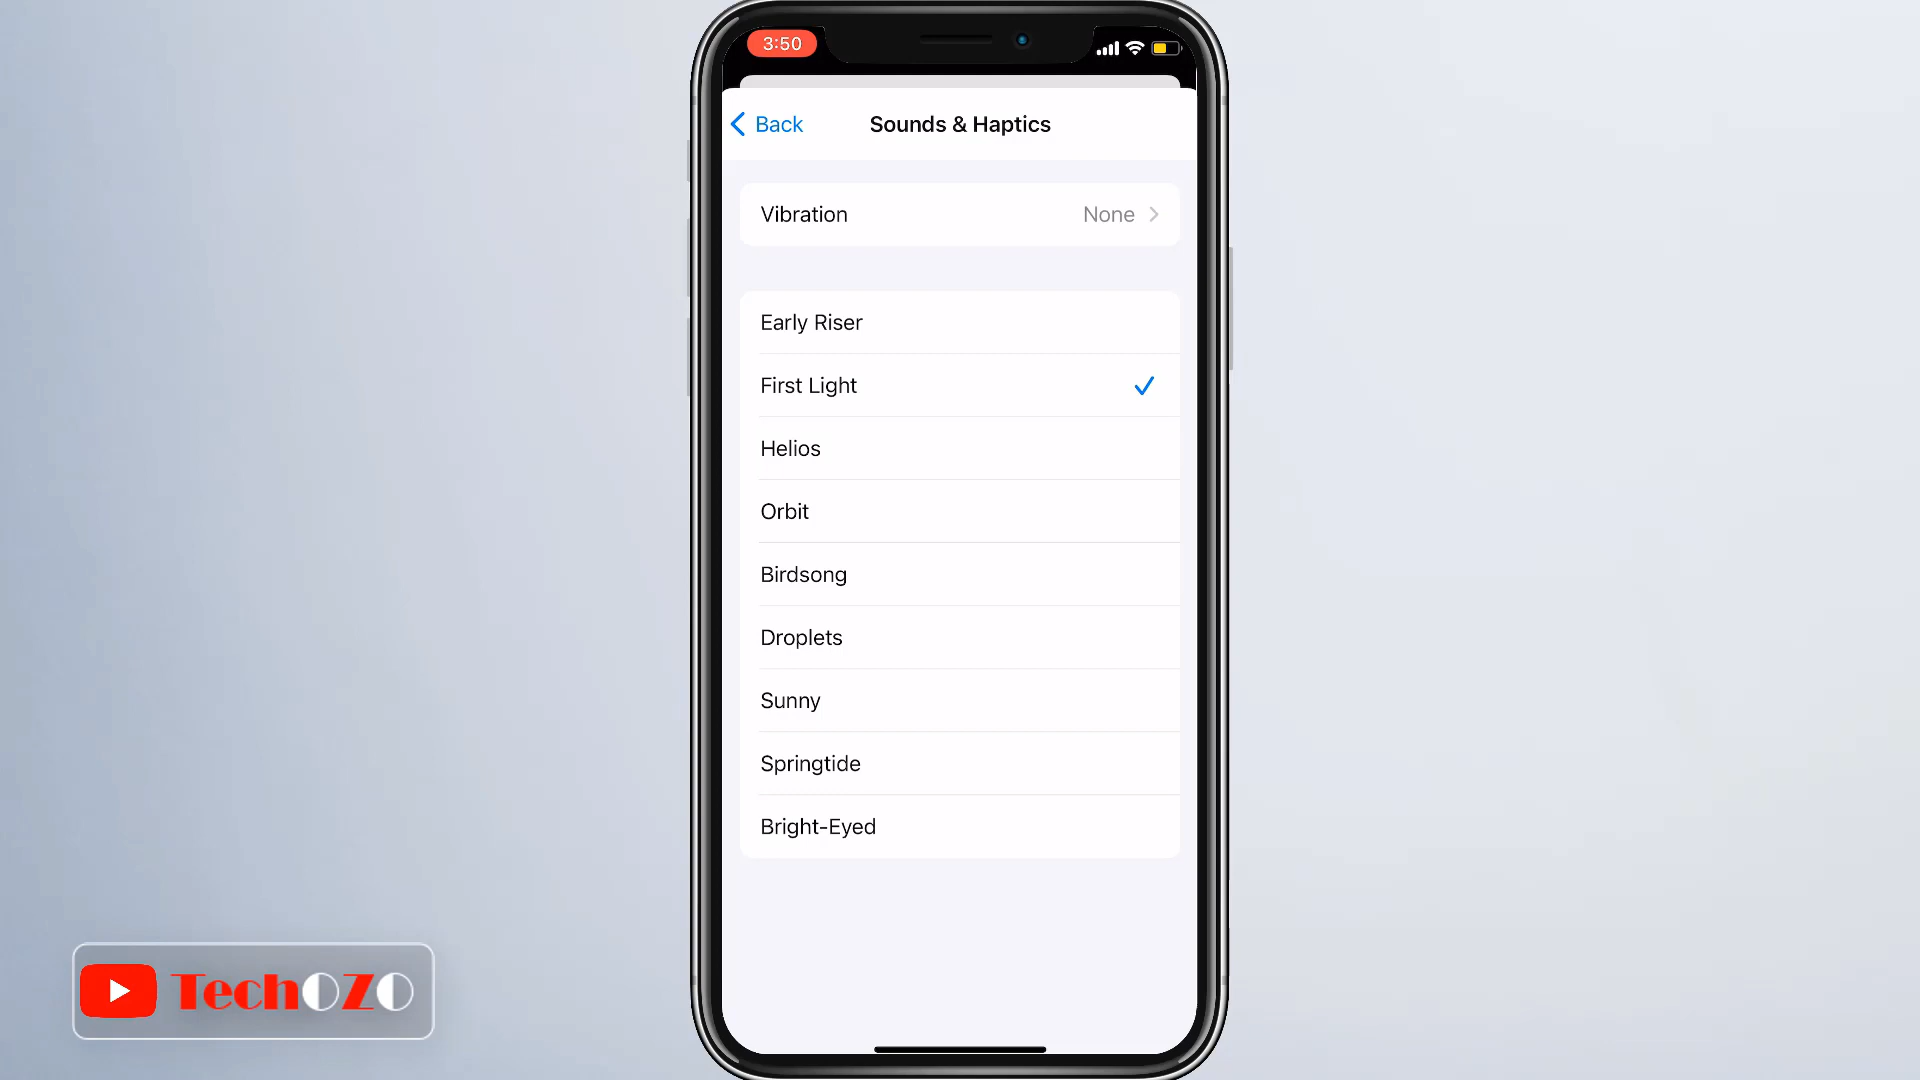 3:50
Back
Sounds & Haptics
Vibration
None
Early Riser
First Light
Helios
Orbit
Birdsong
Droplets
Sunny
Springtide
Bright-Eyed
TechOZO